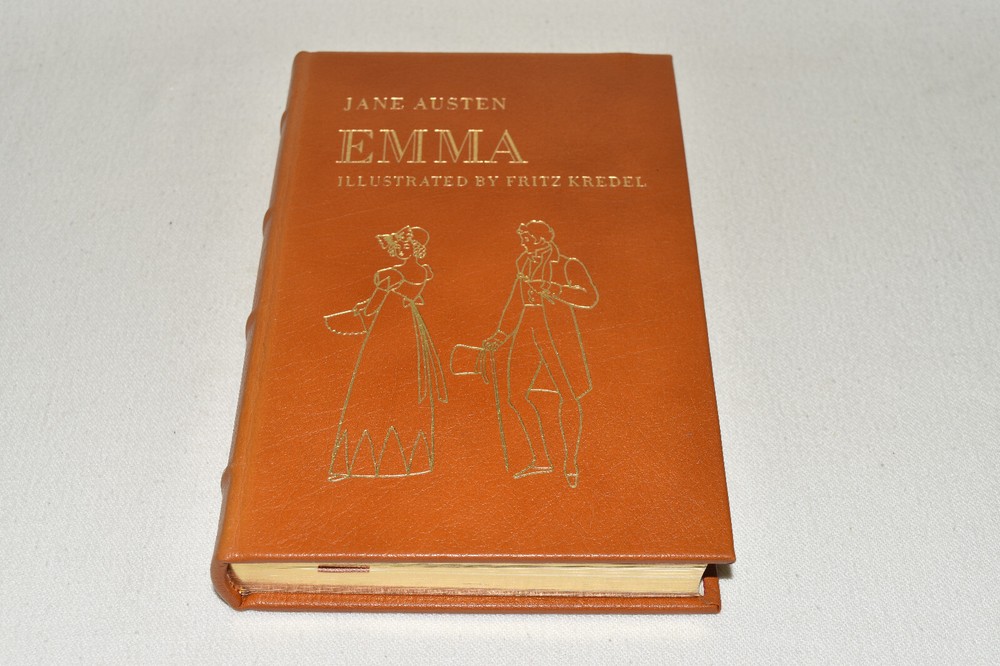 JANE AUSTEN
EMMA
ILLUSTRATED BY FRITZ KREDEL